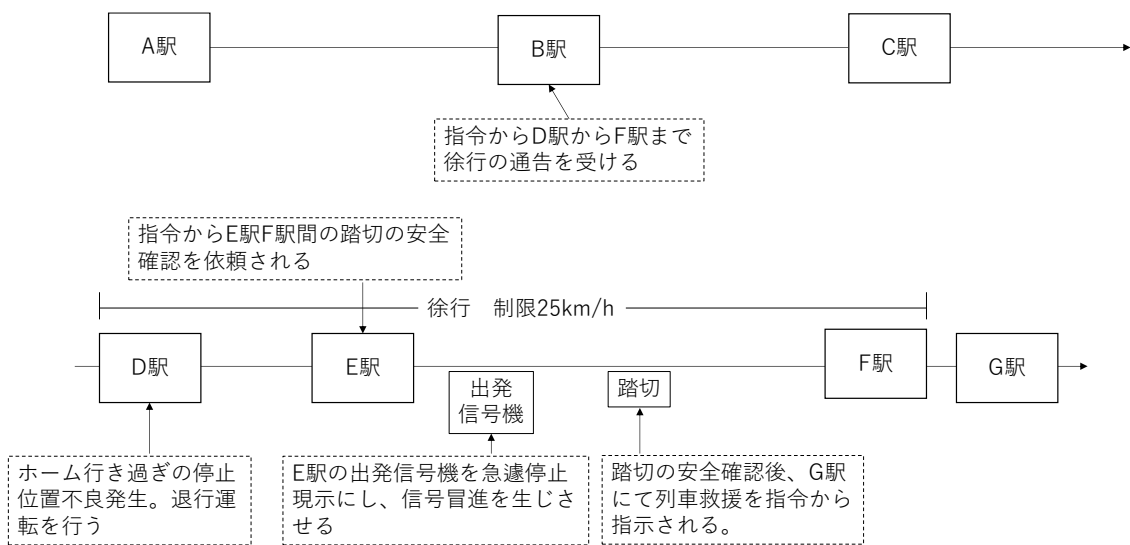 A駅
B駅
C駅
指令からD駅からF駅まで
徐行の通告を受ける
指令からE駅F駅間の踏切の安全
確認を依頼される
徐行 制限25km/h
D駅
E駅
F駅
G駅
出発
信号機
踏切
ホーム行き過ぎの停止
位置不良発生。退行運
転を行う
E駅の出発信号機を急遽停止
現示にし、信号冒進を生じさ
せる
踏切の安全確認後、G駅
にて列車救援を指令から
指示される。